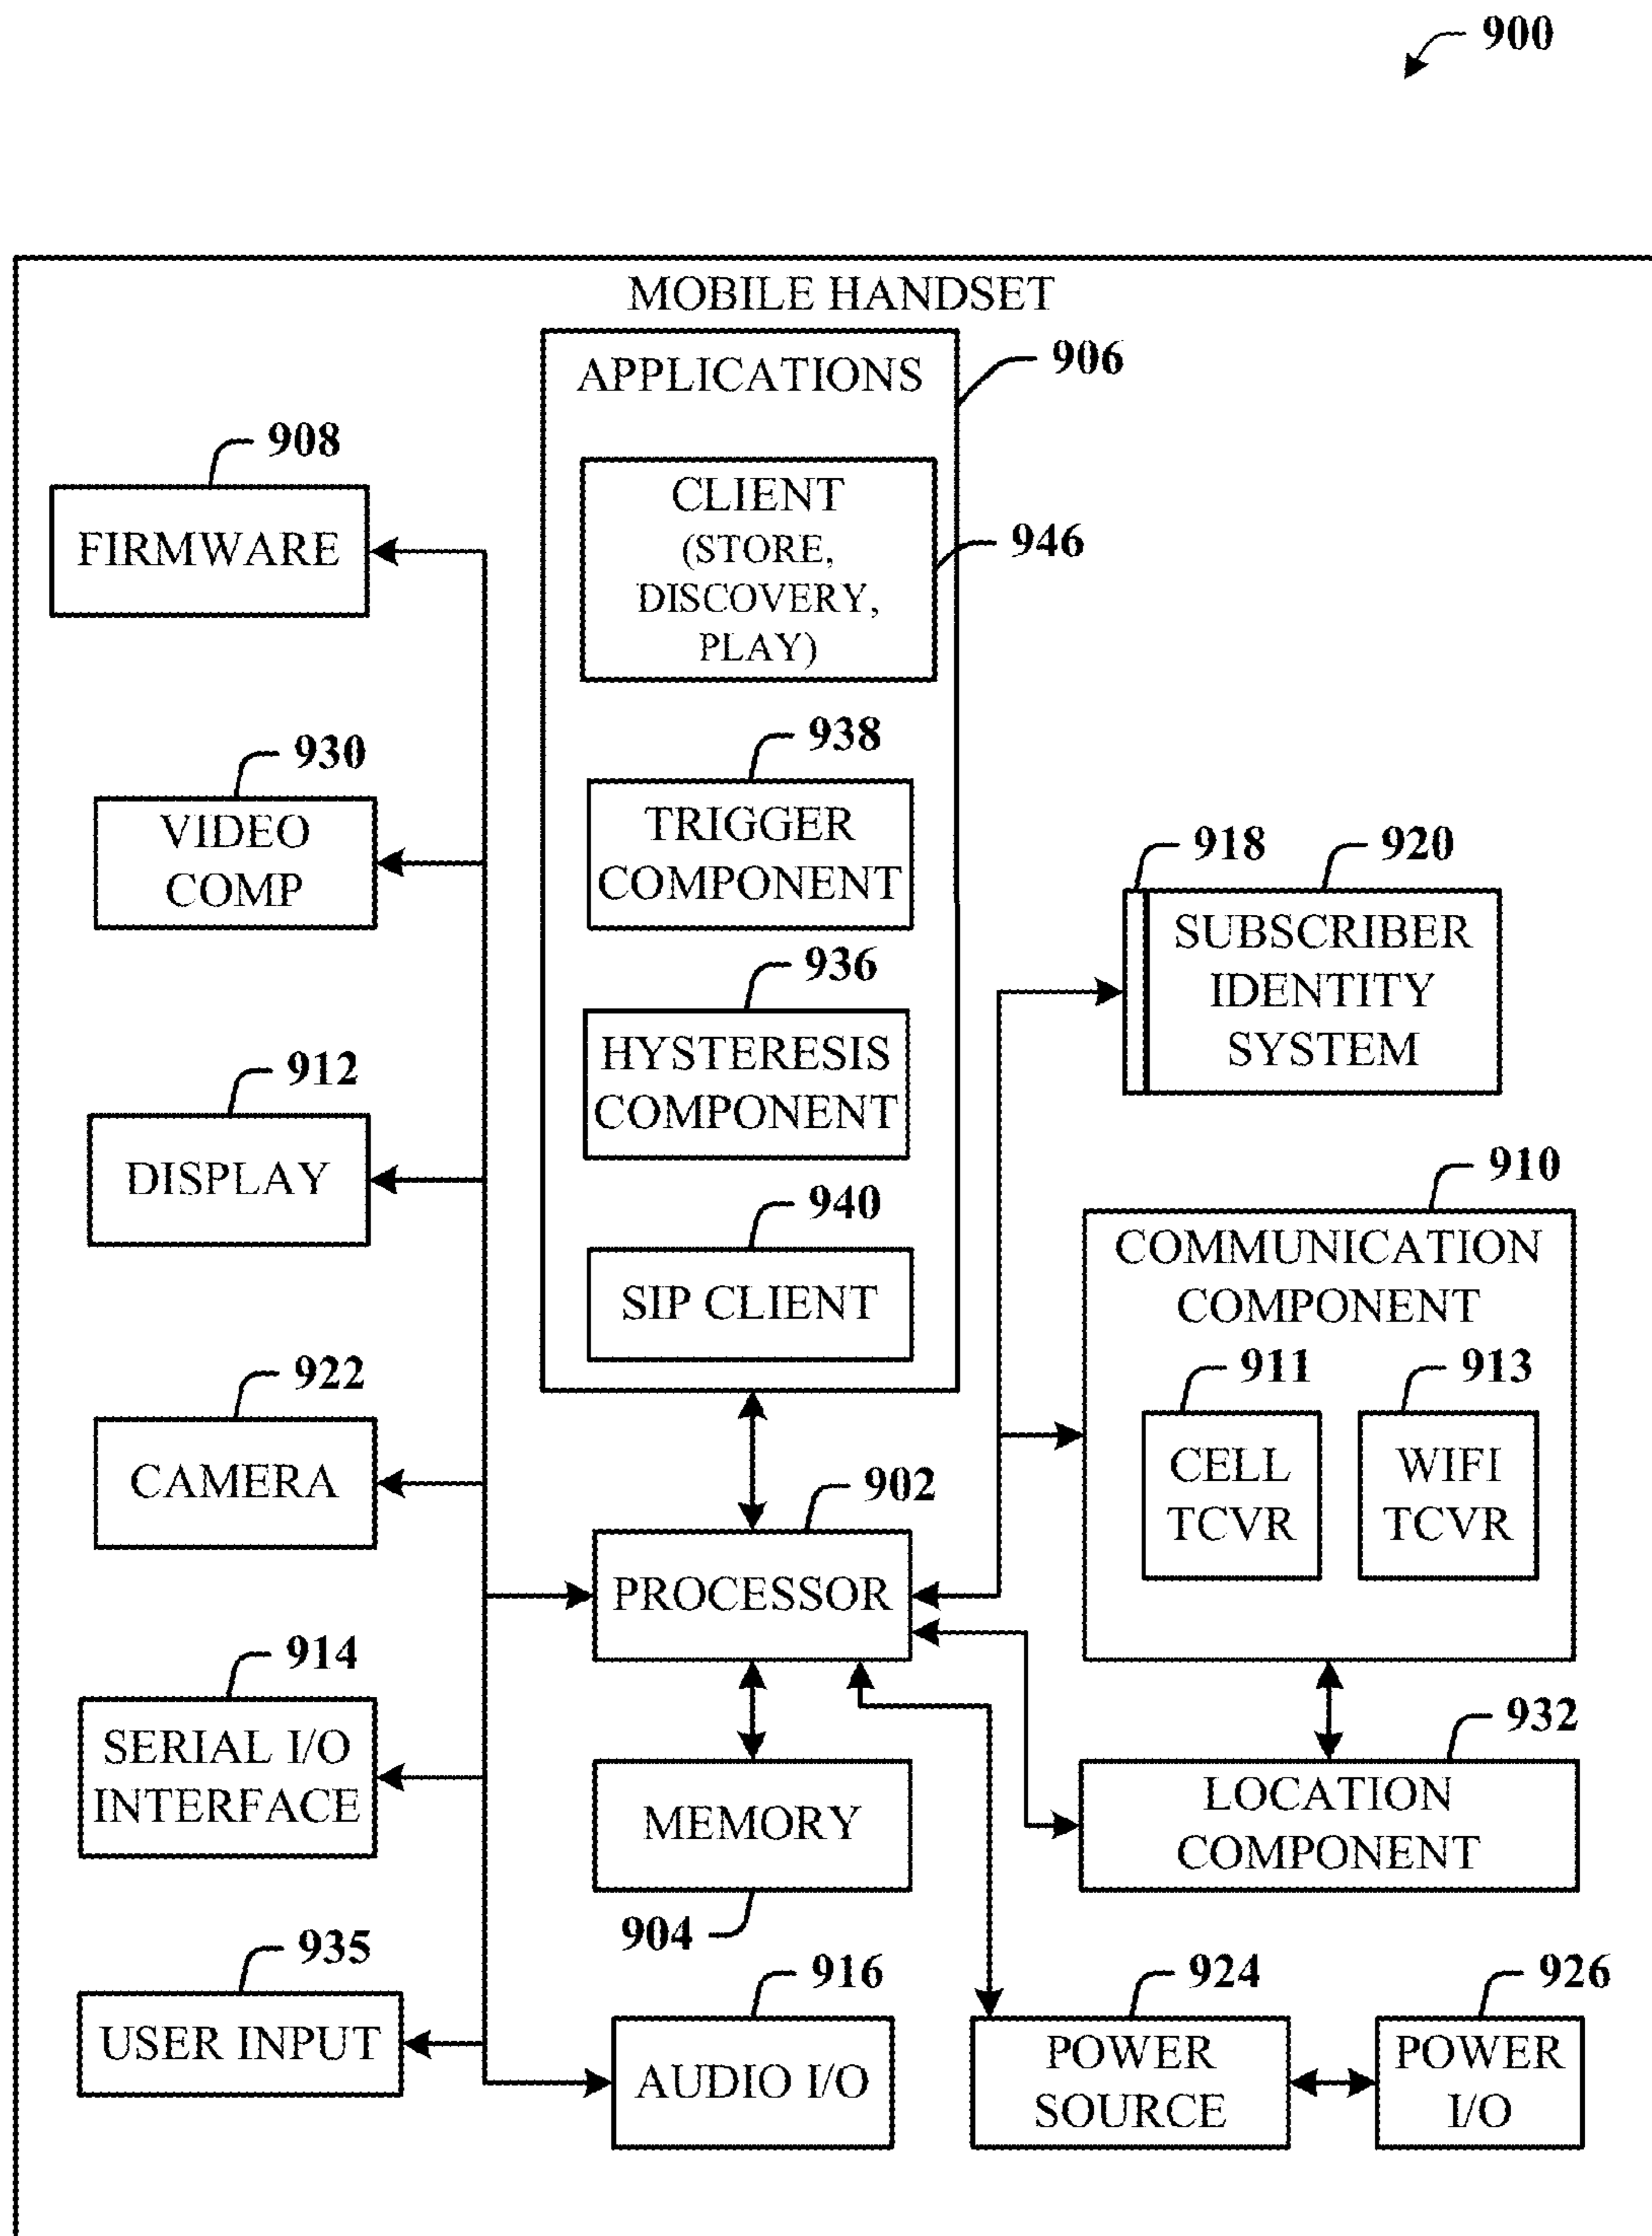 900
MOBILE HANDSET
APPLICATIONS
906
CLIENT
(STORE,
DISCOVERY,
PLAY)
946
938
TRIGGER
COMPONENT
936
HYSTERESIS
COMPONENT
940
SIP CLIENT
908
FIRMWARE
930
VIDEO
COMP
912
DISPLAY
922
CAMERA
914
SERIAL I/O
INTERFACE
935
USER INPUT
902
PROCESSOR
MEMORY
904
916
AUDIO I/O
918
920
SUBSCRIBER
IDENTITY
SYSTEM
910
COMMUNICATION
COMPONENT
911
CELL
TCVR
913
WIFI
TCVR
932
LOCATION
COMPONENT
924
POWER
SOURCE
926
POWER
I/O